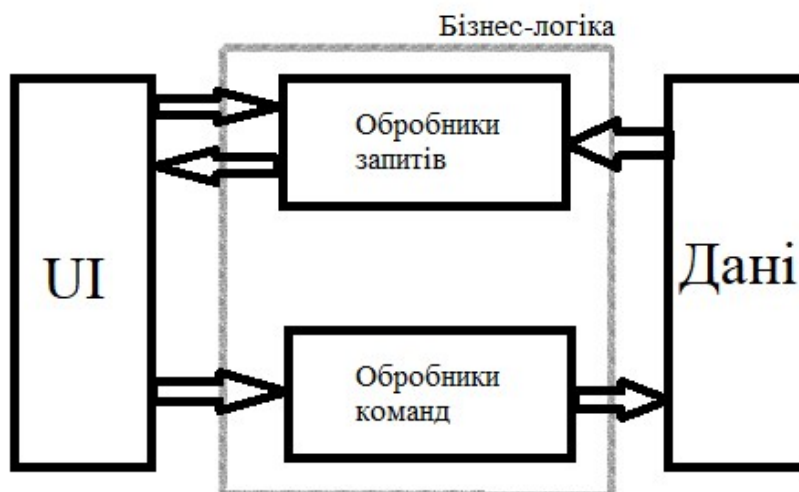 Бізнес-логіка
Обробники
запитів
UI
Дані
Обробники
команд